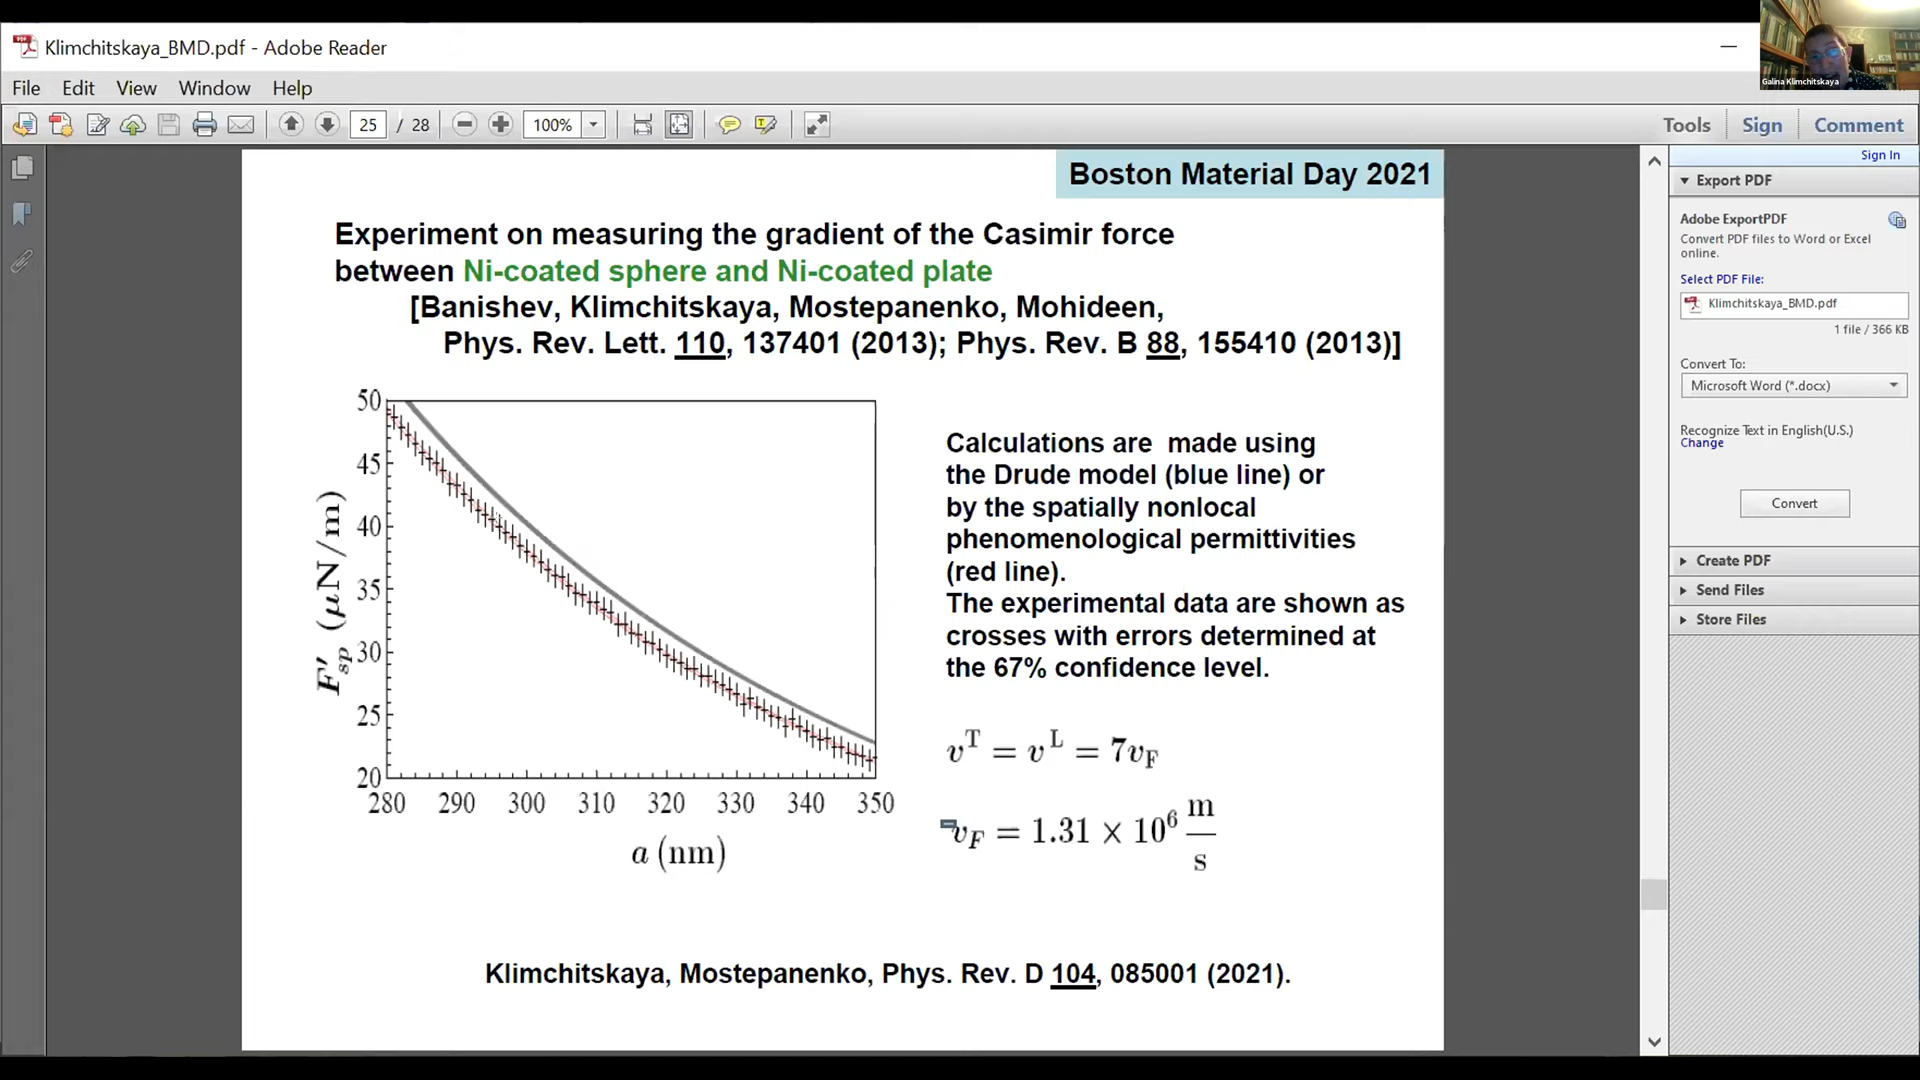 Klimchitskaya_BMD.pdf - Adobe Reader
Galina Klimchitskaya
File Edit View Window Help
25 / 28 100% Tools Sign Comment
Sign In
Boston Material Day 2021
Experiment on measuring the gradient of the Casimir force
between Ni-coated sphere and Ni-coated plate
[Banishev, Klimchitskaya, Mostepanenko, Mohideen,
Phys. Rev. Lett. 110, 137401 (2013); Phys. Rev. B 88, 155410 (2013)]
50
45
40
35
30
25
20
F′sp (μN/m)
280 290 300 310 320 330 340 350
a (nm)
Calculations are made using
the Drude model (blue line) or
by the spatially nonlocal
phenomenological permittivities
(red line).
The experimental data are shown as
crosses with errors determined at
the 67% confidence level.
v^T = v^L = 7v_F
v_F = 1.31 × 10^6 m/s
Klimchitskaya, Mostepanenko, Phys. Rev. D 104, 085001 (2021).
Export PDF
Adobe ExportPDF
Convert PDF files to Word or Excel
online.
Select PDF File:
Klimchitskaya_BMD.pdf
1 file / 366 KB
Convert To:
Microsoft Word (*.docx)
Recognize Text in English(U.S.)
Change
Convert
Create PDF
Send Files
Store Files